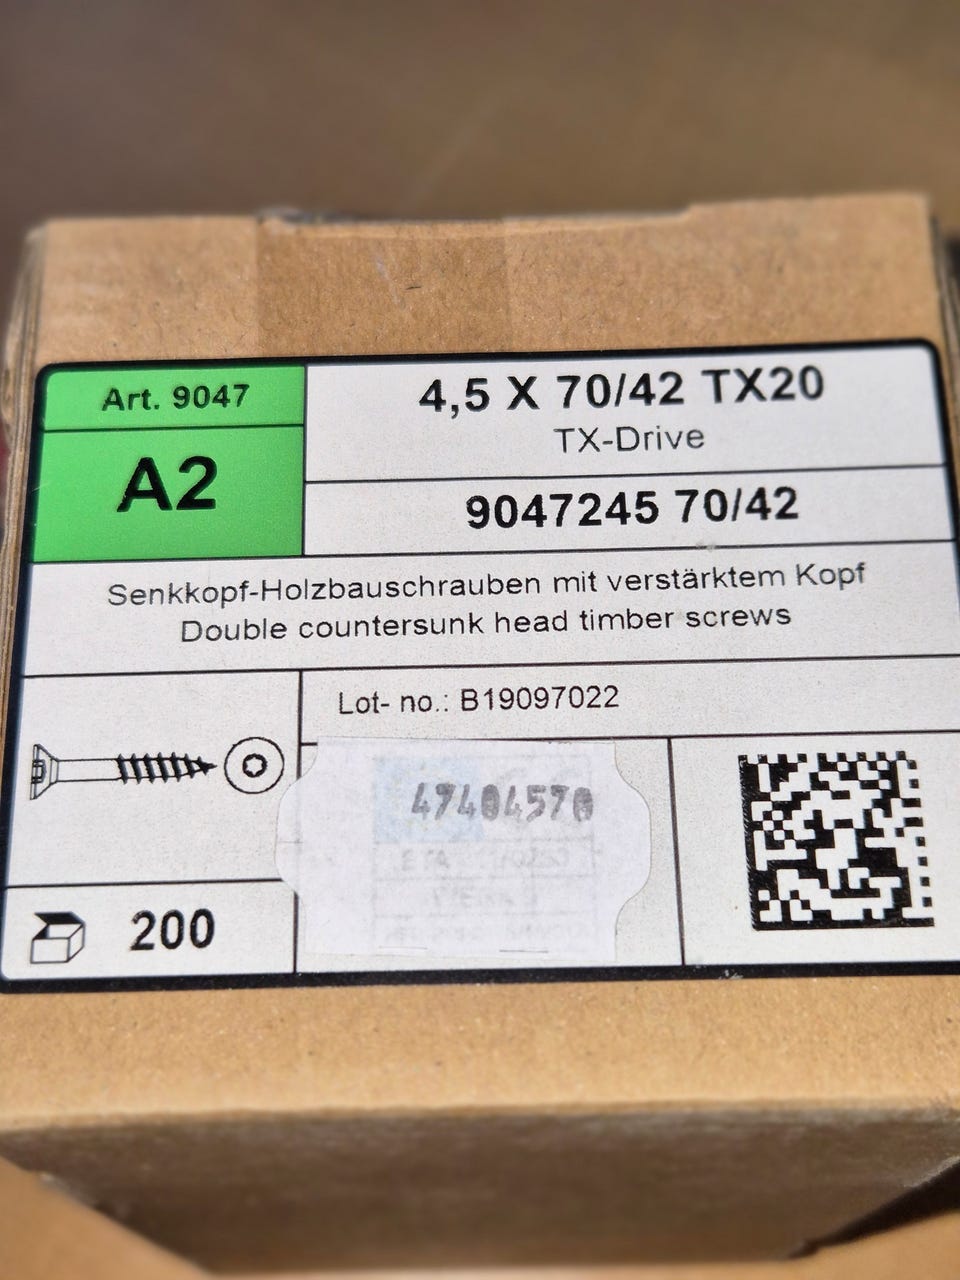 Art. 9047
A2
4,5 X 70/42 TX20
TX-Drive
9047245 70/42
Senkkopf-Holzbauschrauben mit verstärktem Kopf
Double countersunk head timber screws
Lot- no.: B19097022
47404570
200